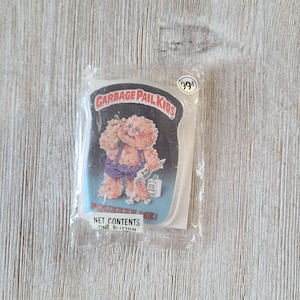 99¢
GARBAGE PAIL KIDS
NET CONTENTS
ONE BUTTON